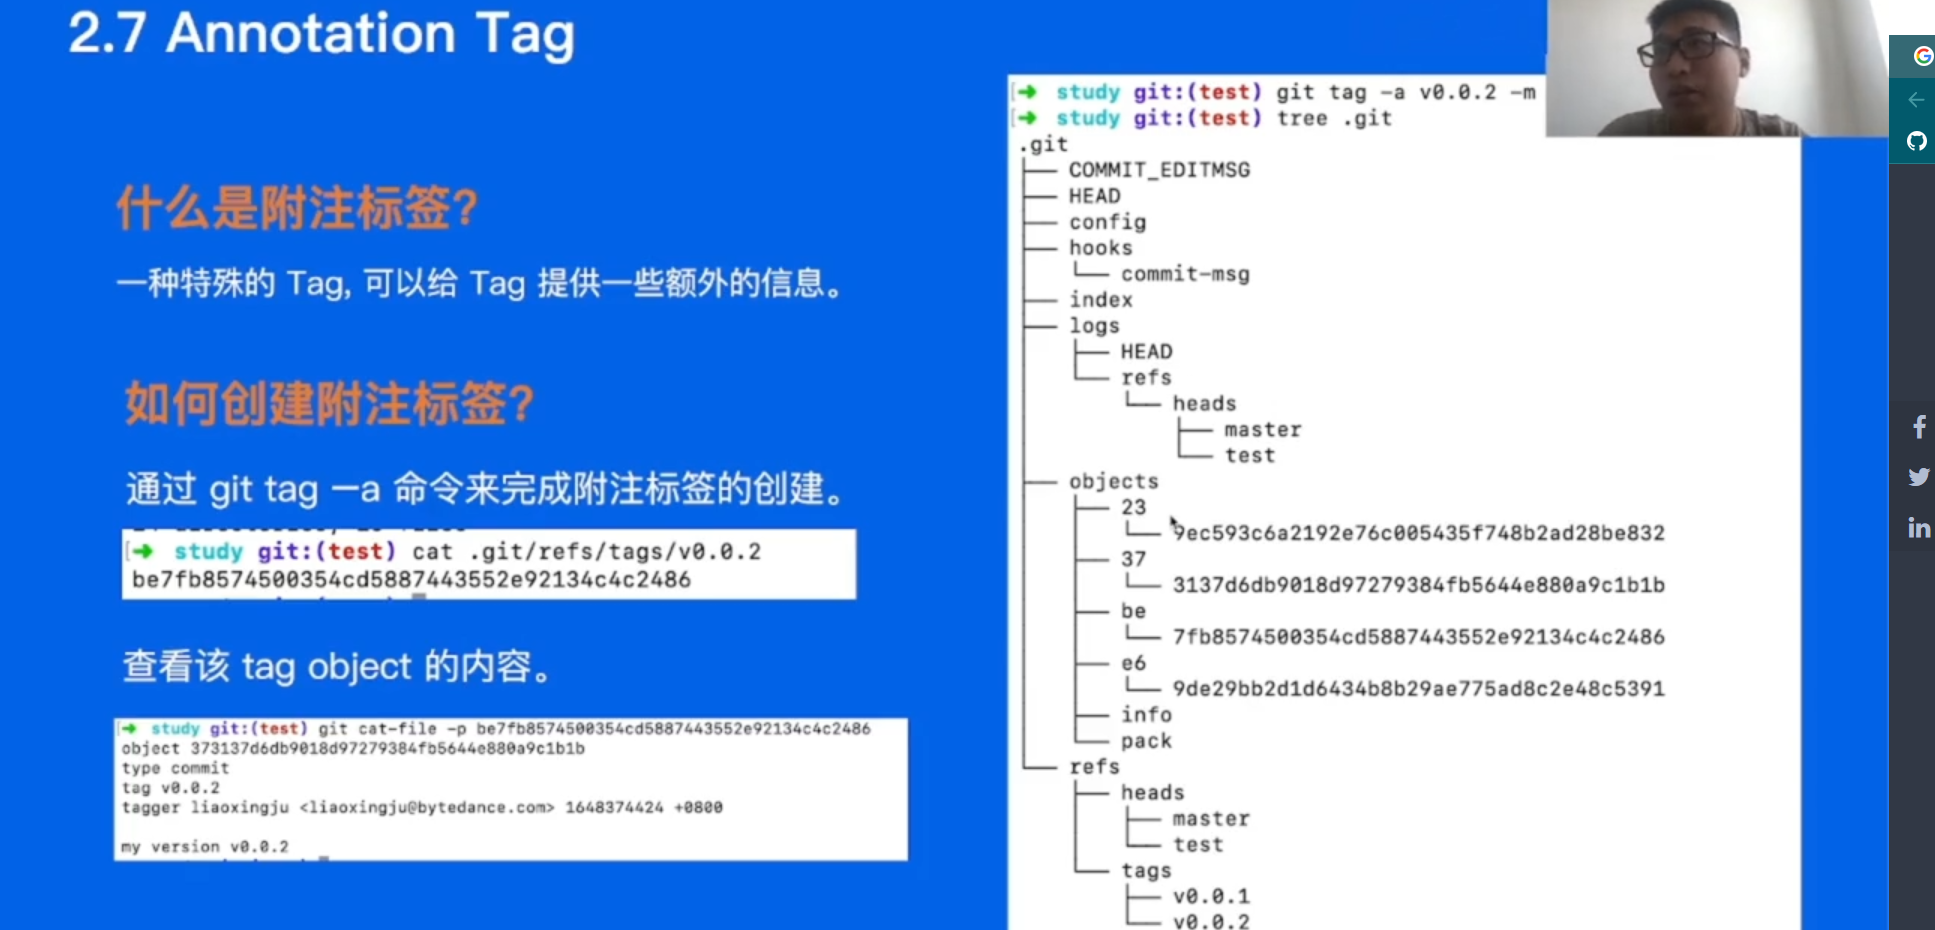 2.7 Annotation Tag
什么是附注标签?
一种特殊的 Tag, 可以给 Tag 提供一些额外的信息。
如何创建附注标签?
通过 git tag —a 命令来完成附注标签的创建。
[➜ study git:(test) cat .git/refs/tags/v0.0.2
be7fb8574500354cd5887443552e92134c4c2486
查看该 tag object 的内容。
[➜ study git:(test) git cat-file -p be7fb8574500354cd5887443552e92134c4c2486
object 373137d6db9018d97279384fb5644e880a9c1b1b
type commit
tag v0.0.2
tagger liaoxingju <liaoxingju@bytedance.com> 1648374424 +0800
my version v0.0.2
[➜ study git:(test) git tag -a v0.0.2 -m
[➜ study git:(test) tree .git
.git
├── COMMIT_EDITMSG
├── HEAD
├── config
├── hooks
│   └── commit-msg
├── index
├── logs
│   ├── HEAD
│   └── refs
│       └── heads
│           ├── master
│           └── test
├── objects
│   ├── 23
│   │   └── 9ec593c6a2192e76c005435f748b2ad28be832
│   ├── 37
│   │   └── 3137d6db9018d97279384fb5644e880a9c1b1b
│   ├── be
│   │   └── 7fb8574500354cd5887443552e92134c4c2486
│   ├── e6
│   │   └── 9de29bb2d1d6434b8b29ae775ad8c2e48c5391
│   ├── info
│   └── pack
└── refs
    ├── heads
    │   ├── master
    │   └── test
    └── tags
        ├── v0.0.1
        └── v0.0.2